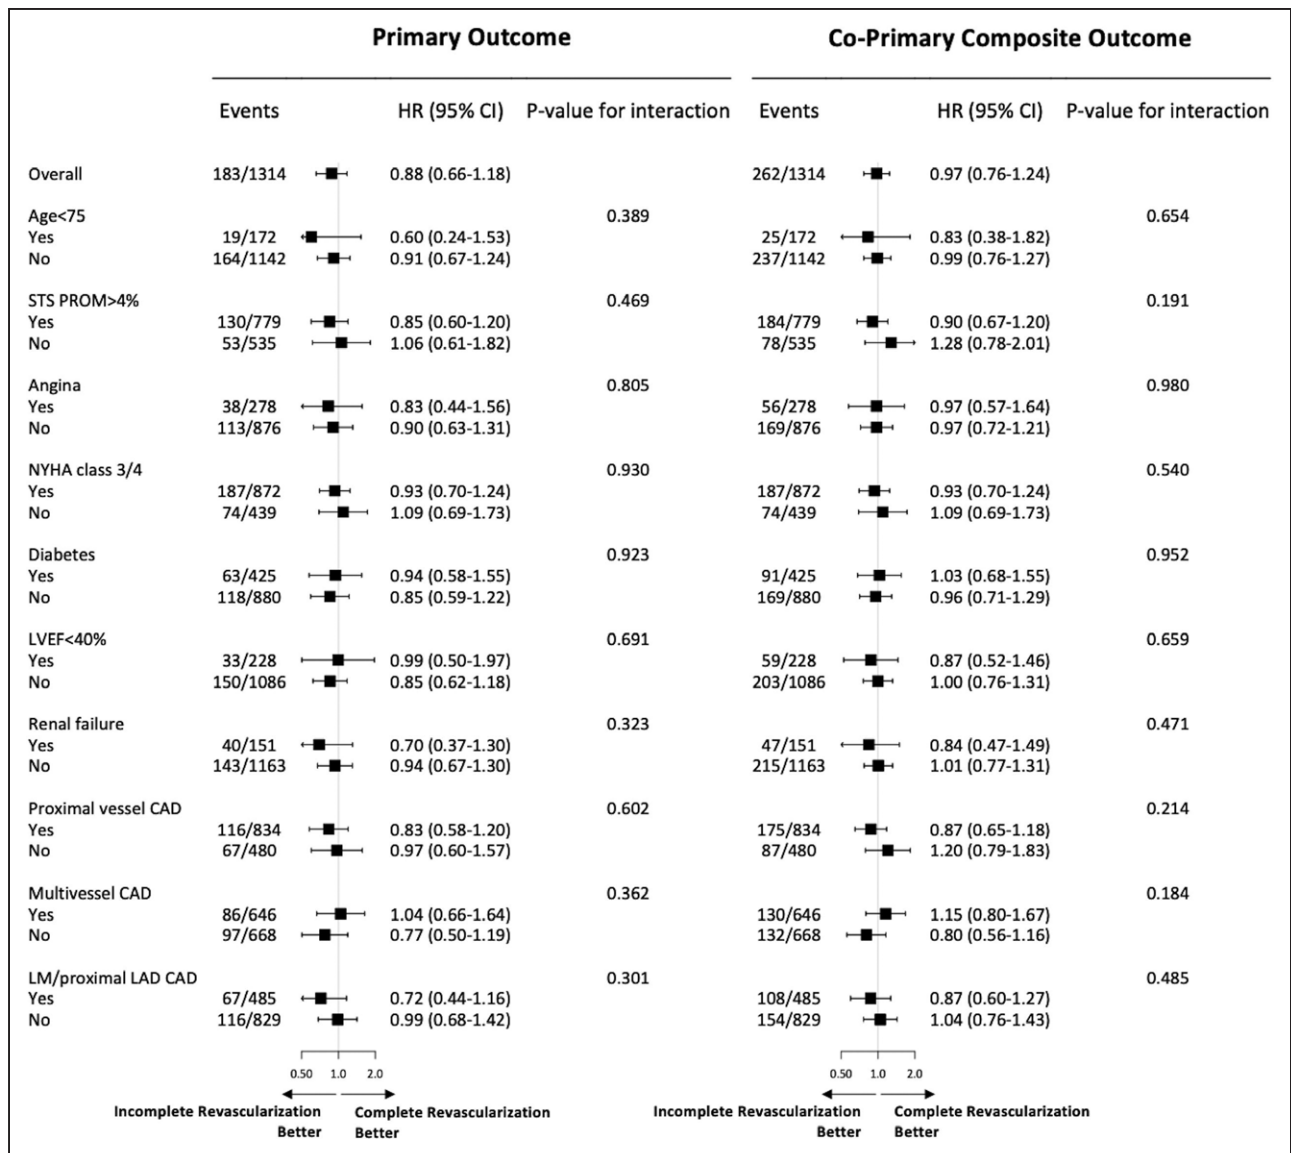 Primary Outcome Co-Primary Composite Outcome
Events HR (95% CI) P-value for interaction Events HR (95% CI) P-value for interaction
Overall 183/1314 0.88 (0.66-1.18) 262/1314 0.97 (0.76-1.24)
Age<75 0.389 0.654
Yes 19/172 0.60 (0.24-1.53) 25/172 0.83 (0.38-1.82)
No 164/1142 0.91 (0.67-1.24) 237/1142 0.99 (0.76-1.27)
STS PROM>4% 0.469 0.191
Yes 130/779 0.85 (0.60-1.20) 184/779 0.90 (0.67-1.20)
No 53/535 1.06 (0.61-1.82) 78/535 1.28 (0.78-2.01)
Angina 0.805 0.980
Yes 38/278 0.83 (0.44-1.56) 56/278 0.97 (0.57-1.64)
No 113/876 0.90 (0.63-1.31) 169/876 0.97 (0.72-1.21)
NYHA class 3/4 0.930 0.540
Yes 187/872 0.93 (0.70-1.24) 187/872 0.93 (0.70-1.24)
No 74/439 1.09 (0.69-1.73) 74/439 1.09 (0.69-1.73)
Diabetes 0.923 0.952
Yes 63/425 0.94 (0.58-1.55) 91/425 1.03 (0.68-1.55)
No 118/880 0.85 (0.59-1.22) 169/880 0.96 (0.71-1.29)
LVEF<40% 0.691 0.659
Yes 33/228 0.99 (0.50-1.97) 59/228 0.87 (0.52-1.46)
No 150/1086 0.85 (0.62-1.18) 203/1086 1.00 (0.76-1.31)
Renal failure 0.323 0.471
Yes 40/151 0.70 (0.37-1.30) 47/151 0.84 (0.47-1.49)
No 143/1163 0.94 (0.67-1.30) 215/1163 1.01 (0.77-1.31)
Proximal vessel CAD 0.602 0.214
Yes 116/834 0.83 (0.58-1.20) 175/834 0.87 (0.65-1.18)
No 67/480 0.97 (0.60-1.57) 87/480 1.20 (0.79-1.83)
Multivessel CAD 0.362 0.184
Yes 86/646 1.04 (0.66-1.64) 130/646 1.15 (0.80-1.67)
No 97/668 0.77 (0.50-1.19) 132/668 0.80 (0.56-1.16)
LM/proximal LAD CAD 0.301 0.485
Yes 67/485 0.72 (0.44-1.16) 108/485 0.87 (0.60-1.27)
No 116/829 0.99 (0.68-1.42) 154/829 1.04 (0.76-1.43)
0.50 1.0 2.0 0.50 1.0 2.0
Incomplete Revascularization Complete Revascularization Incomplete Revascularization Complete Revascularization
Better Better Better Better